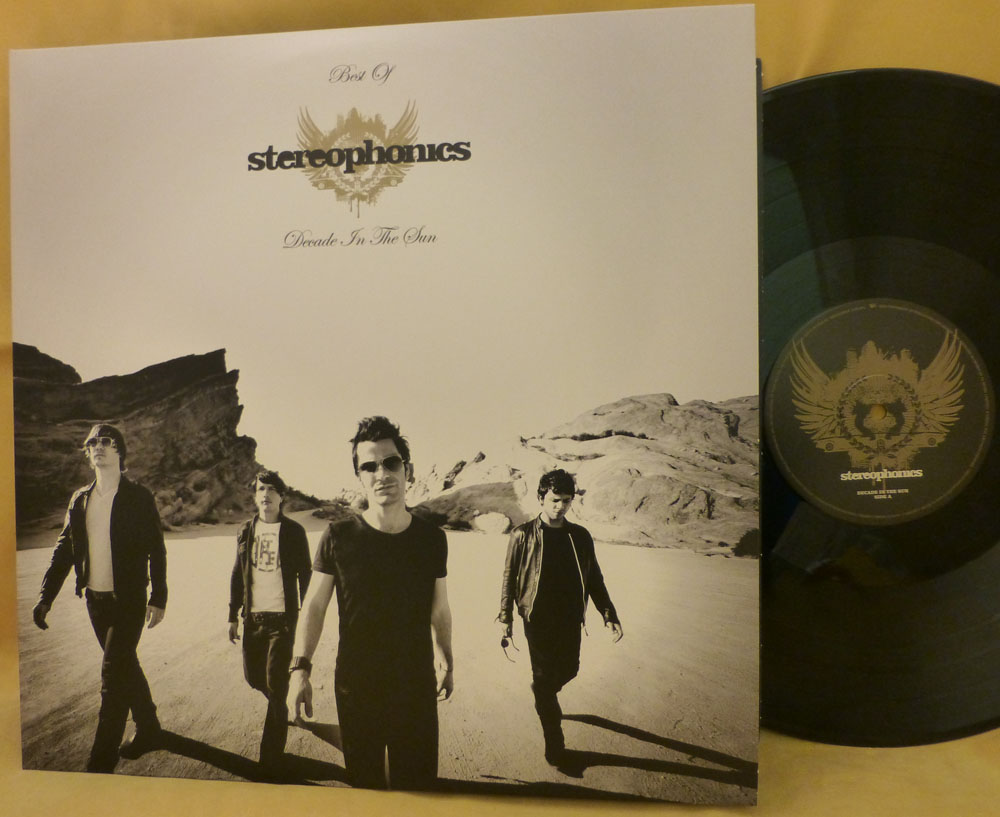 Best Of
stereophonics
Decade In The Sun
stereophonics
DECADE IN THE SUN
SIDE A